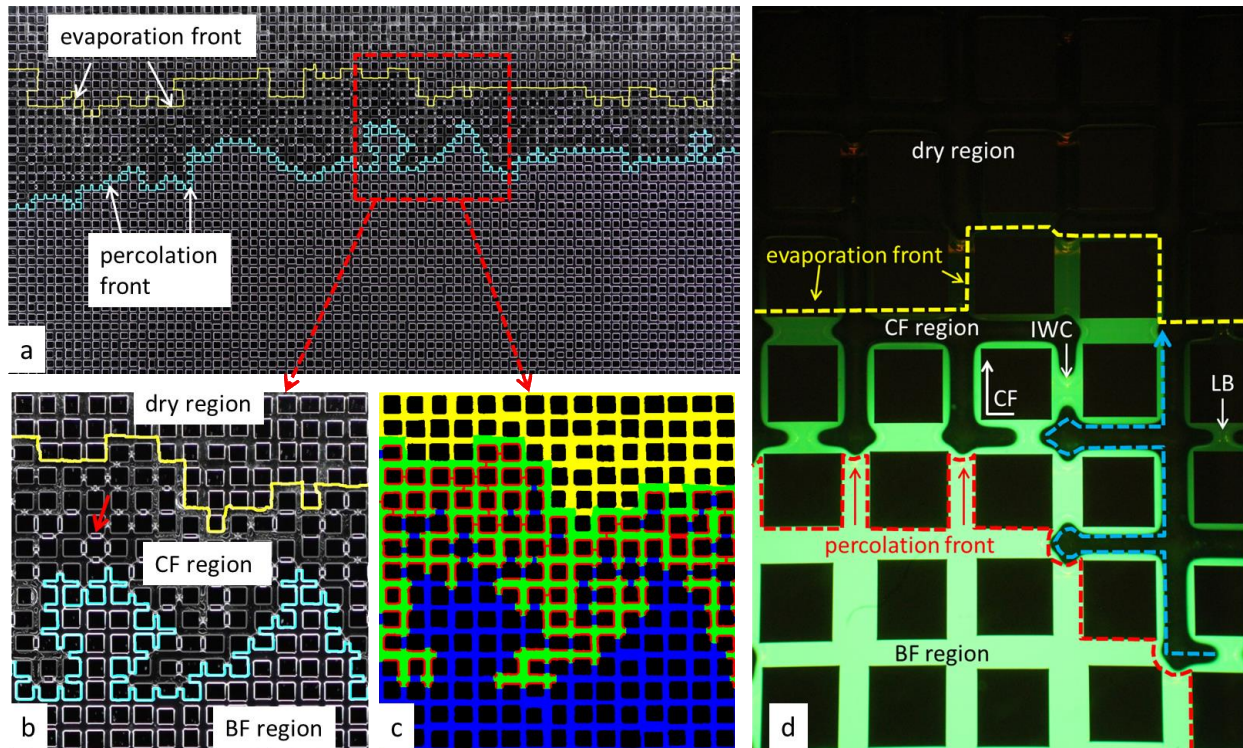 evaporation front
percolation
front
a
dry region
CF region
BF region
b
c
dry region
evaporation front
CF region
IWC
CF
LB
percolation front
BF region
d